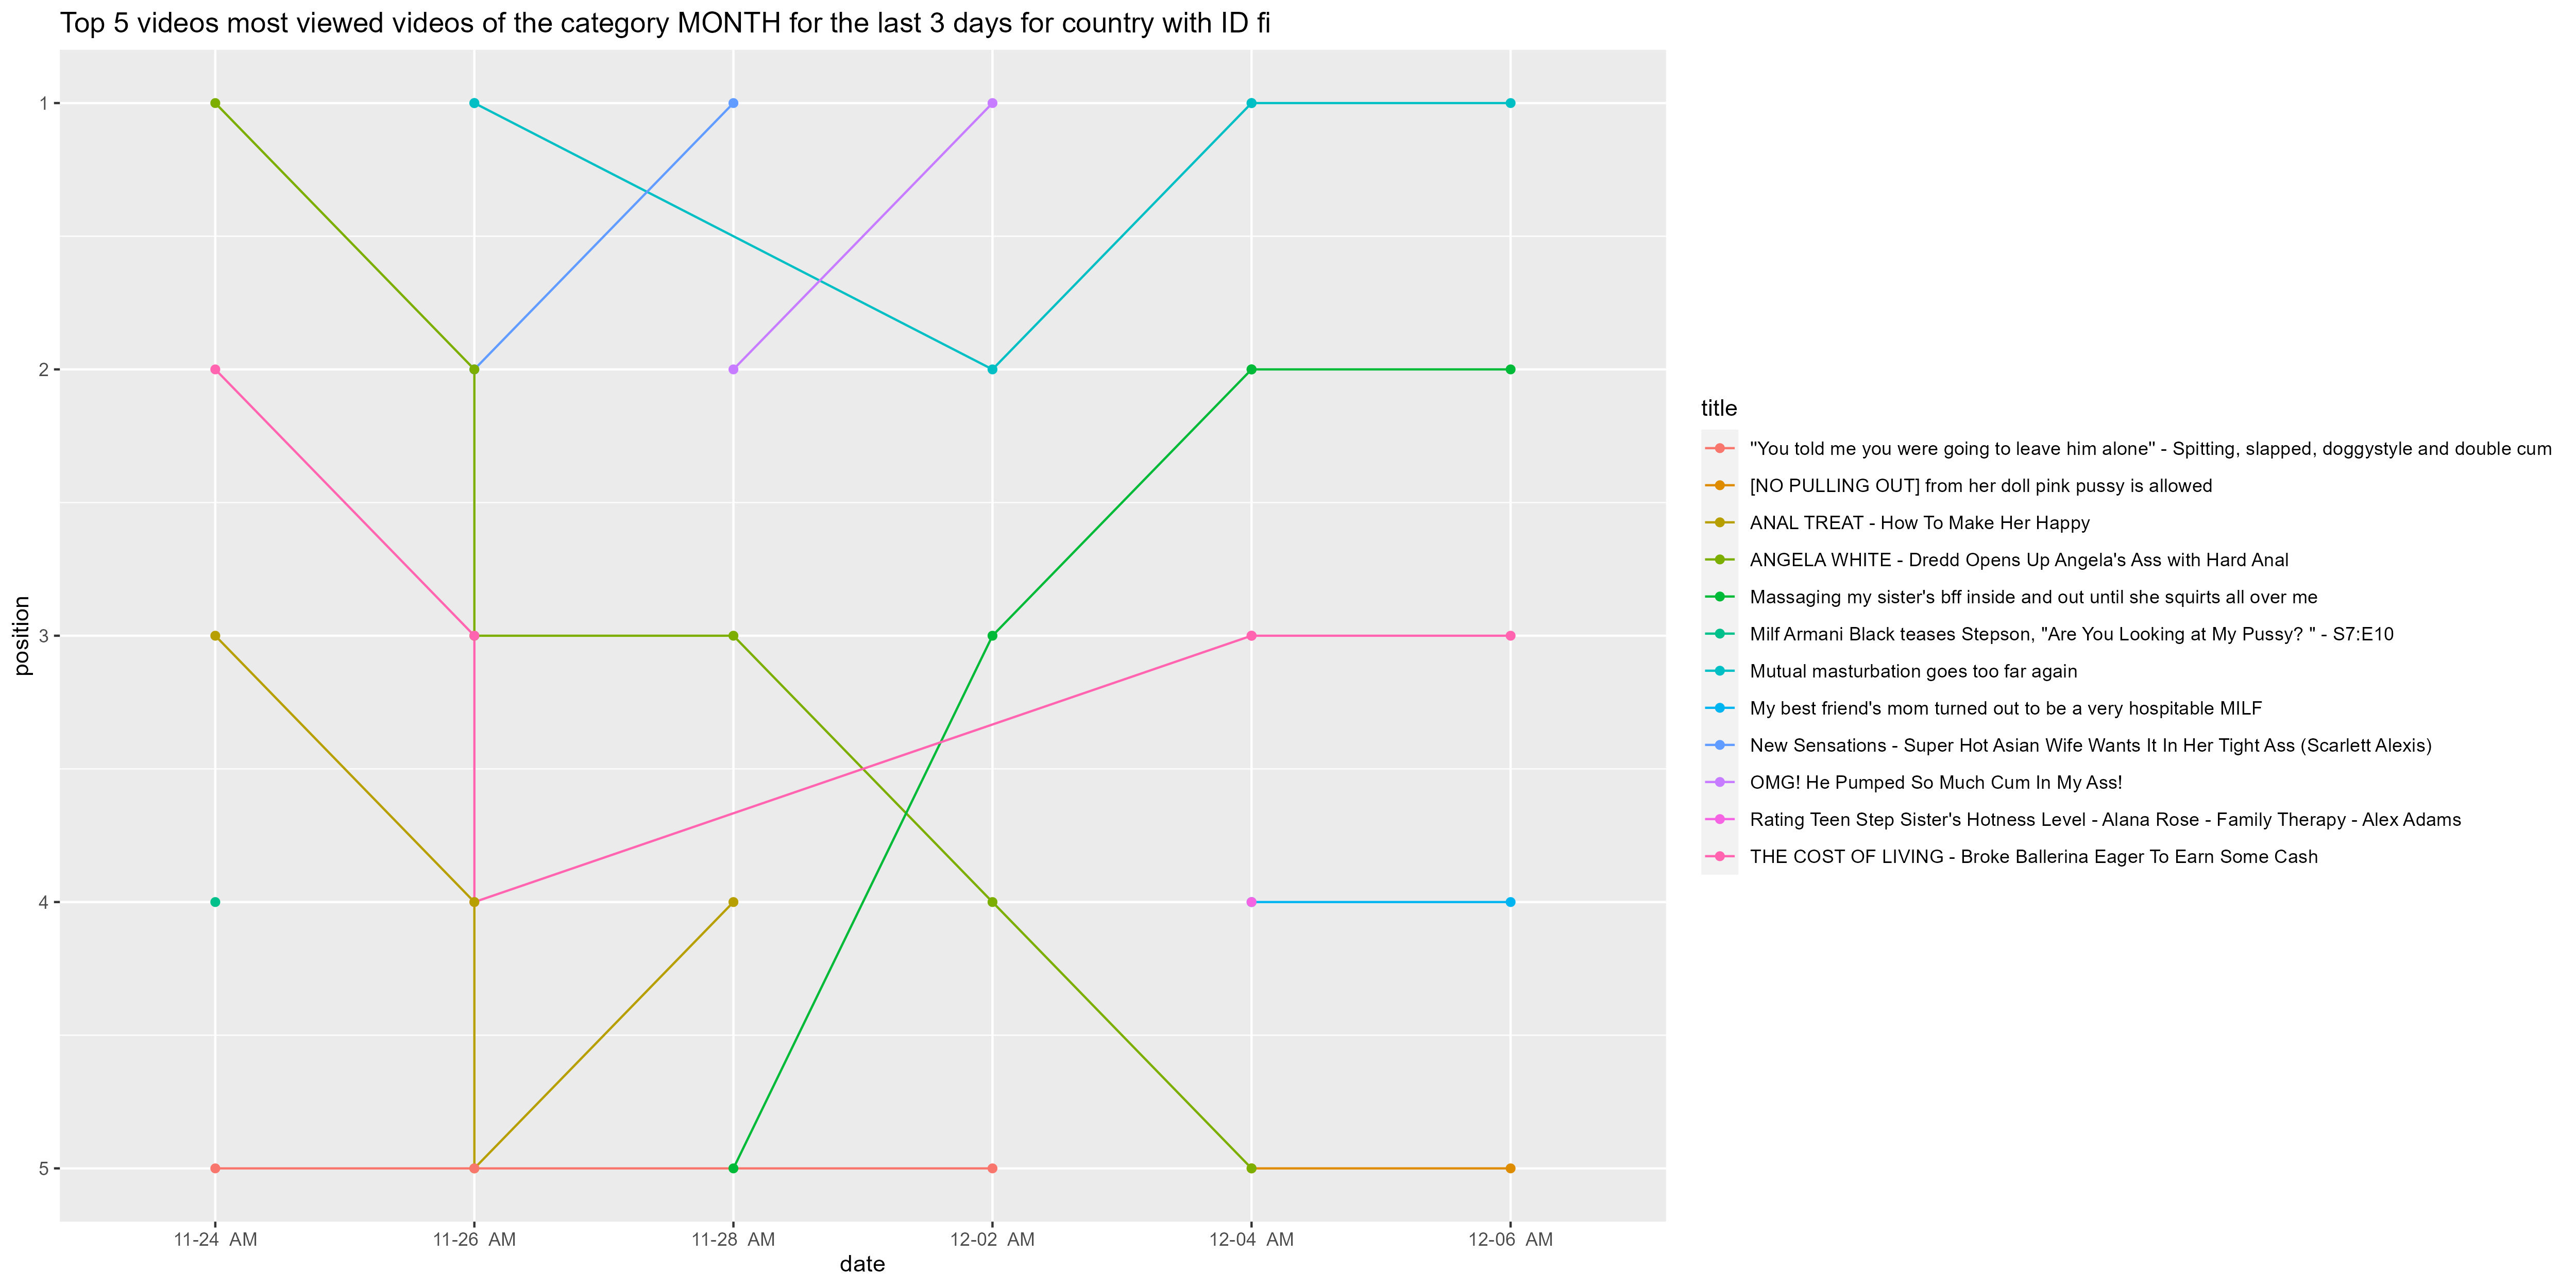 Top 5 videos most viewed videos of the category MONTH for the last 3 days for country with ID fi
position
1
2
3
4
5
11-24 AM
11-26 AM
11-28 AM
12-02 AM
12-04 AM
12-06 AM
date
title
"You told me you were going to leave him alone" - Spitting, slapped, doggystyle and double cum
[NO PULLING OUT] from her doll pink pussy is allowed
ANAL TREAT - How To Make Her Happy
ANGELA WHITE - Dredd Opens Up Angela's Ass with Hard Anal
Massaging my sister's bff inside and out until she squirts all over me
Milf Armani Black teases Stepson, "Are You Looking at My Pussy? " - S7:E10
Mutual masturbation goes too far again
My best friend's mom turned out to be a very hospitable MILF
New Sensations - Super Hot Asian Wife Wants It In Her Tight Ass (Scarlett Alexis)
OMG! He Pumped So Much Cum In My Ass!
Rating Teen Step Sister's Hotness Level - Alana Rose - Family Therapy - Alex Adams
THE COST OF LIVING - Broke Ballerina Eager To Earn Some Cash